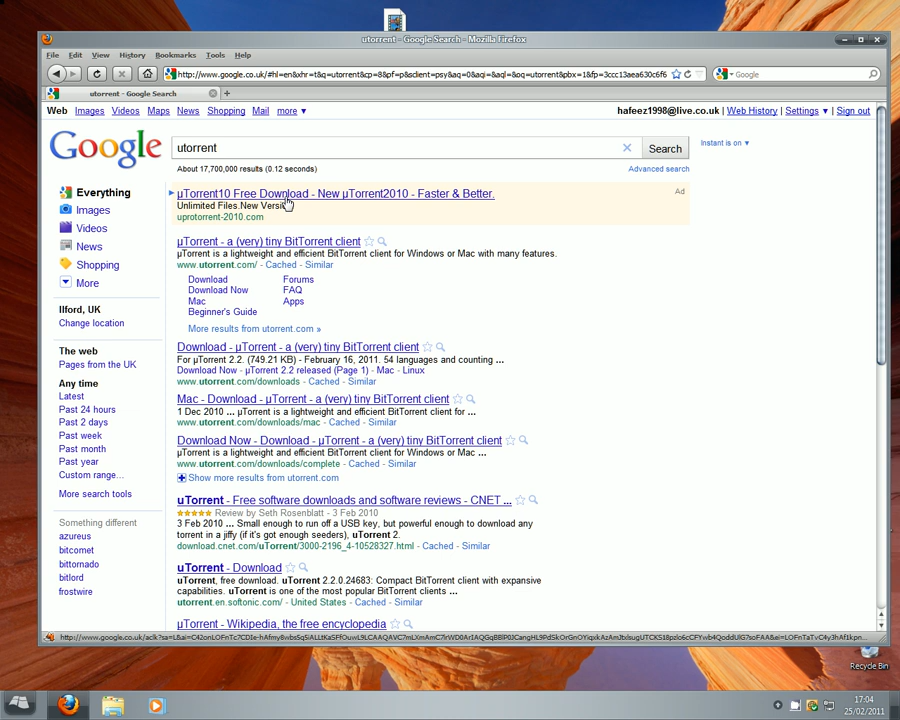 utorrent - Google Search - Mozilla Firefox
File Edit View History Bookmarks Tools Help
Google
utorrent - Google Search
Web Images Videos Maps News Shopping Mail more ▼
hafeez1998@live.co.uk | Web History | Settings ▼ | Sign out
Google
utorrent
Search
Instant is on ▼
About 17,700,000 results (0.12 seconds)
Advanced search
Everything
Images
Videos
News
Shopping
More
Ilford, UK
Change location
The web
Pages from the UK
Any time
Latest
Past 24 hours
Past 2 days
Past week
Past month
Past year
Custom range...
More search tools
Something different
azureus
bitcomet
bittornado
bitlord
frostwire
µTorrent10 Free Download - New µTorrent2010 - Faster & Better.
Ad
Unlimited Files.New
uprotorrent-2010.com
µTorrent - a (very) tiny BitTorrent client
µTorrent is a lightweight and efficient BitTorrent client for Windows or Mac with many features.
www.utorrent.com/ - Cached - Similar
Download Forums
Download Now FAQ
Mac Apps
Beginner's Guide
More results from utorrent.com »
Download - µTorrent - a (very) tiny BitTorrent client
For µTorrent 2.2. (749.21 KB) - February 16, 2011. 54 languages and counting ...
Download Now - µTorrent 2.2 released (Page 1) - Mac - Linux
www.utorrent.com/downloads - Cached - Similar
Mac - Download - µTorrent - a (very) tiny BitTorrent client
1 Dec 2010 ... µTorrent is a lightweight and efficient BitTorrent client for ...
www.utorrent.com/downloads/mac - Cached - Similar
Download Now - Download - µTorrent - a (very) tiny BitTorrent client
µTorrent is a lightweight and efficient BitTorrent client for Windows or Mac ...
www.utorrent.com/downloads/complete - Cached - Similar
Show more results from utorrent.com
uTorrent - Free software downloads and software reviews - CNET ...
Review by Seth Rosenblatt - 3 Feb 2010
3 Feb 2010 ... Small enough to run off a USB key, but powerful enough to download any
torrent in a jiffy (if it's got enough seeders), uTorrent 2.
download.cnet.com/uTorrent/3000-2196_4-10528327.html - Cached - Similar
uTorrent - Download
uTorrent, free download. uTorrent 2.2.0.24683: Compact BitTorrent client with expansive
capabilities. uTorrent is one of the most popular BitTorrent clients ...
utorrent.en.softonic.com/ - United States - Cached - Similar
uTorrent - Wikipedia, the free encyclopedia
Recycle Bin
17:04
25/02/2011